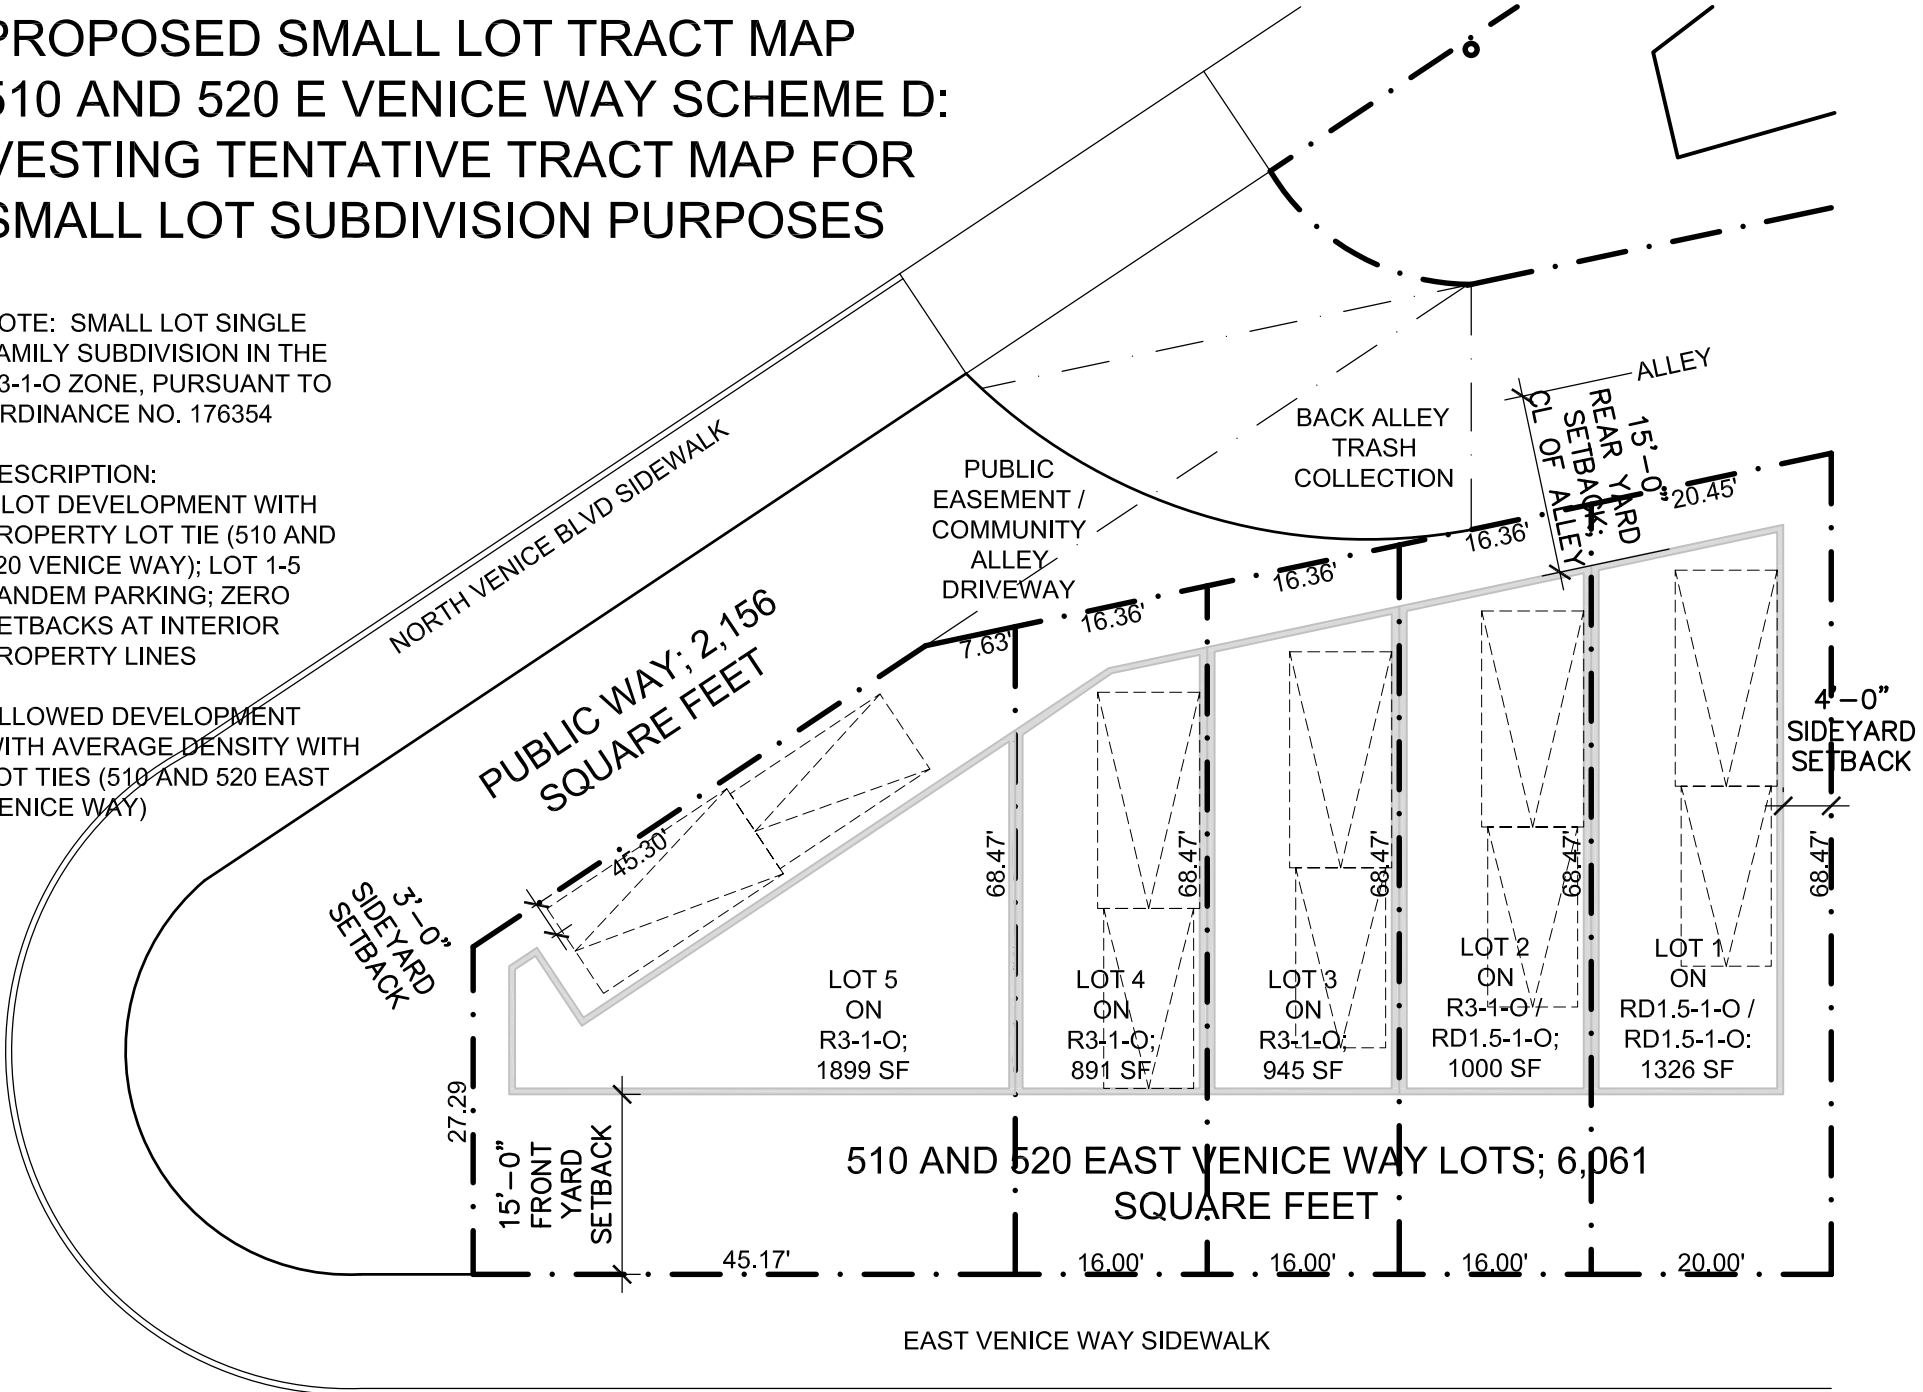 PROPOSED SMALL LOT TRACT MAP
510 AND 520 E VENICE WAY SCHEME D:
VESTING TENTATIVE TRACT MAP FOR
SMALL LOT SUBDIVISION PURPOSES
OTE: SMALL LOT SINGLE
AMILY SUBDIVISION IN THE
3-1-O ZONE, PURSUANT TO
RDINANCE NO. 176354
ESCRIPTION:
LOT DEVELOPMENT WITH
ROPERTY LOT TIE (510 AND
20 VENICE WAY); LOT 1-5
ANDEM PARKING; ZERO
ETBACKS AT INTERIOR
ROPERTY LINES
LLOWED DEVELOPMENT
WITH AVERAGE DENSITY WITH
OT TIES (510 AND 520 EAST
ENICE WAY)
NORTH VENICE BLVD SIDEWALK
PUBLIC WAY; 2,156
SQUARE FEET
PUBLIC
EASEMENT /
COMMUNITY
ALLEY
DRIVEWAY
BACK ALLEY
TRASH
COLLECTION
ALLEY
15'-0"
REAR YARD
SETBACK:
CL OF ALLEY
7.63'
16.36'
16.36'
16.36'
20.45'
45.30'
3'-0"
SIDEYARD
SETBACK
4'-0"
SIDEYARD
SETBACK
68.47'
68.47'
68.47'
68.47'
68.47'
LOT 5
ON
R3-1-O;
1899 SF
LOT 4
ON
R3-1-O;
891 SF
LOT 3
ON
R3-1-O;
945 SF
LOT 2
ON
R3-1-O /
RD1.5-1-O;
1000 SF
LOT 1
ON
RD1.5-1-O /
RD1.5-1-O:
1326 SF
27.29
15'-0"
FRONT
YARD
SETBACK
510 AND 520 EAST VENICE WAY LOTS; 6,061
SQUARE FEET
45.17'
16.00'
16.00'
16.00'
20.00'
EAST VENICE WAY SIDEWALK